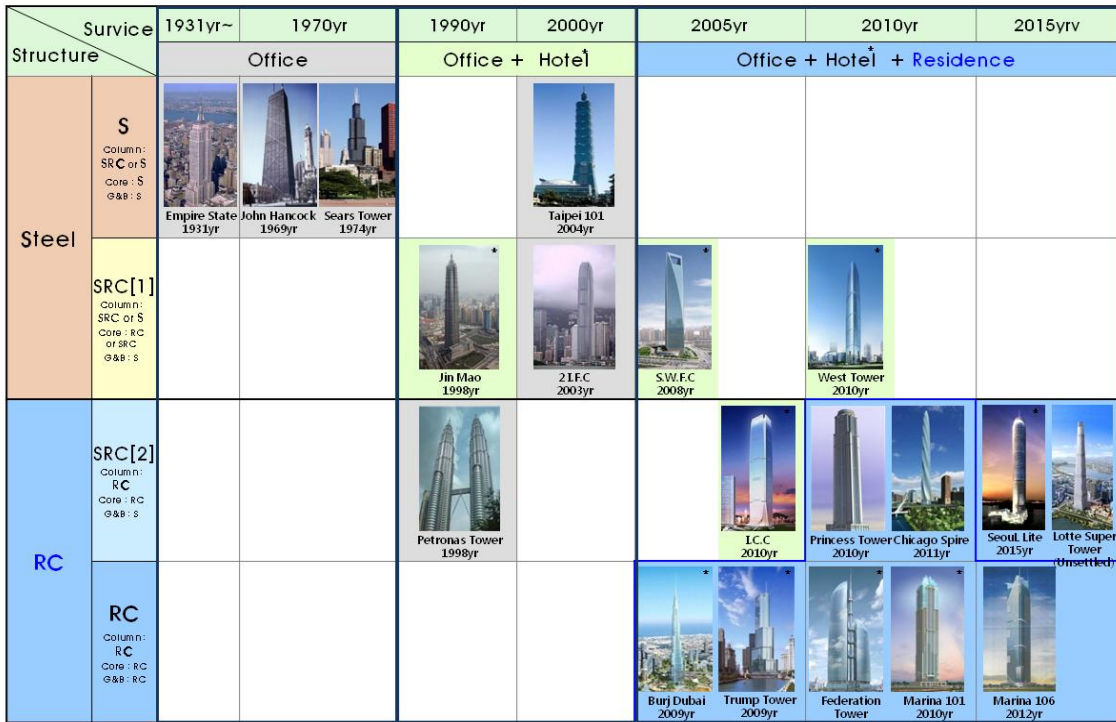 Survice
Structure
1931yr~
1970yr
1990yr
2000yr
2005yr
2010yr
2015yrv
Office
Office + Hotel*
Office + Hotel* + Residence
Steel
S
Column:
SRC or S
Core : S
G&B : S
Empire State
1931yr
John Hancock
1969yr
Sears Tower
1974yr
Taipei 101
2004yr
SRC[1]
Column:
SRC or S
Core : RC
or SRC
G&B : S
*
Jin Mao
1998yr
2 I.F.C
2003yr
*
S.W.F.C
2008yr
*
West Tower
2010yr
RC
SRC[2]
Column:
RC
Core : RC
G&B : S
Petronas Tower
1998yr
*
I.C.C
2010yr
Princess Tower
2010yr
Chicago Spire
2011yr
*
SeouL Lite
2015yr
*
Lotte Super
Tower
(Unsettled)
RC
Column:
RC
Core : RC
G&B : RC
*
Burj Dubai
2009yr
*
Trump Tower
2009yr
*
Federation
Tower
*
Marina 101
2010yr
Marina 106
2012yr